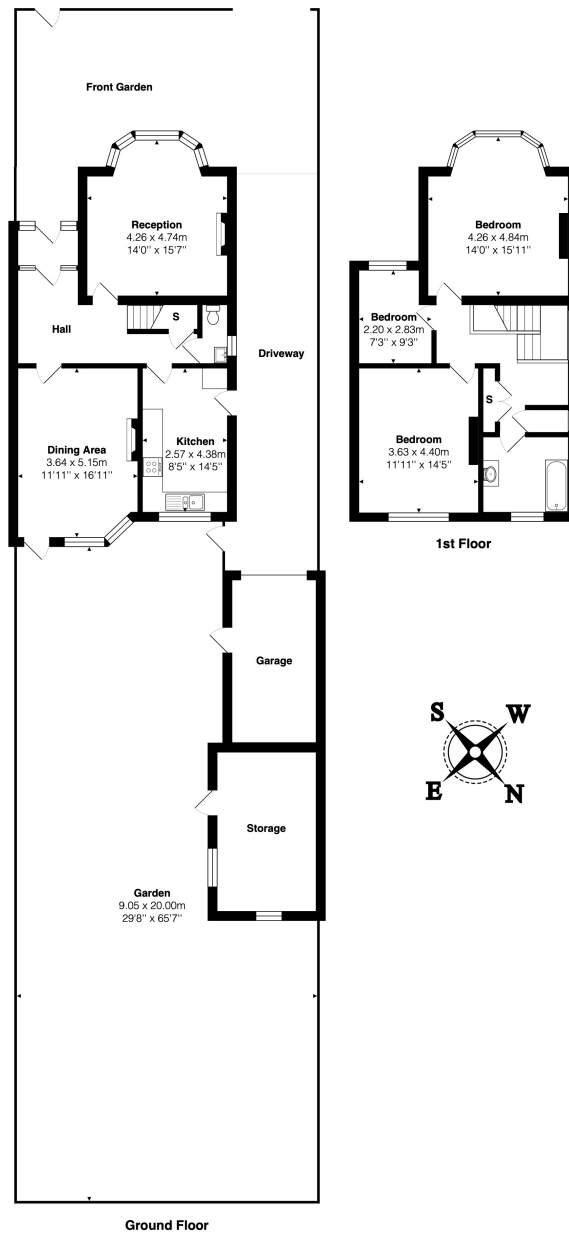 Front Garden
Reception
4.26 x 4.74m
14'0'' x 15'7''
Hall
S
Driveway
Dining Area
3.64 x 5.15m
11'11'' x 16'11''
Kitchen
2.57 x 4.38m
8'5'' x 14'5''
Garage
Storage
Garden
9.05 x 20.00m
29'8'' x 65'7''
Ground Floor
Bedroom
4.26 x 4.84m
14'0'' x 15'11''
Bedroom
2.20 x 2.83m
7'3'' x 9'3''
S
Bedroom
3.63 x 4.40m
11'11'' x 14'5''
1st Floor
S W
E N